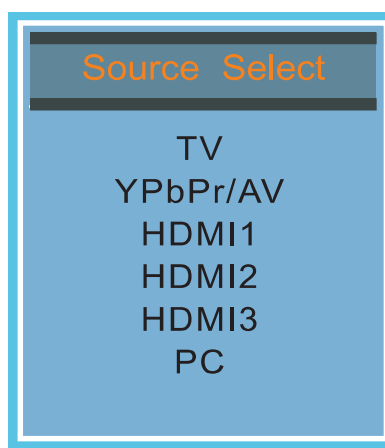 Source Select
TV
YPbPr/AV
HDMI1
HDMI2
HDMI3
PC